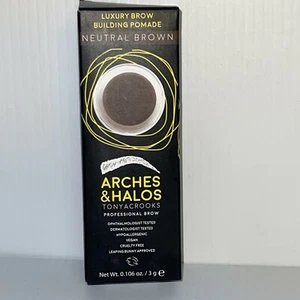 LUXURY BROW
BUILDING POMADE
NEUTRAL BROWN
ARCHES
&HALOS
TONYACROOKS
PROFESSIONAL BROW
OPHTHALMOLOGIST TESTED
DERMATOLOGIST TESTED
HYPOALLERGENIC
VEGAN
CRUELTY FREE
LEAPING BUNNY APPROVED
Net Wt. 0.106 oz. / 3 g ℮